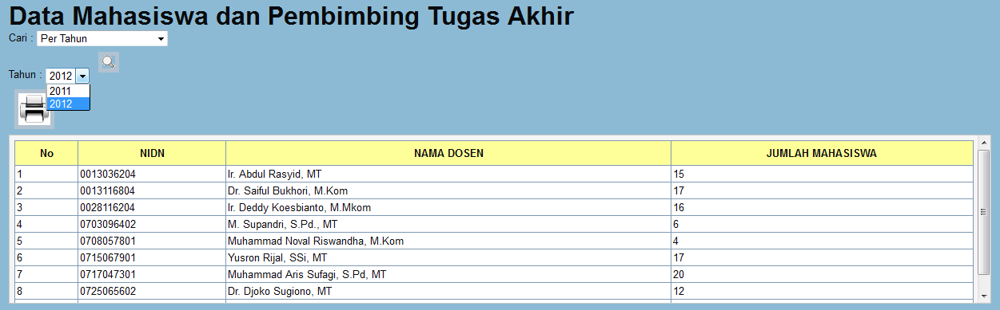 Data Mahasiswa dan Pembimbing Tugas Akhir
Cari : Per Tahun
Tahun : 2012
2011
2012
No NIDN NAMA DOSEN JUMLAH MAHASISWA
1 0013036204 Ir. Abdul Rasyid, MT 15
2 0013116804 Dr. Saiful Bukhori, M.Kom 17
3 0028116204 Ir. Deddy Koesbianto, M.Mkom 16
4 0703096402 M. Supandri, S.Pd., MT 6
5 0708057801 Muhammad Noval Riswandha, M.Kom 4
6 0715067901 Yusron Rijal, SSi, MT 17
7 0717047301 Muhammad Aris Sufagi, S.Pd, MT 20
8 0725065602 Dr. Djoko Sugiono, MT 12